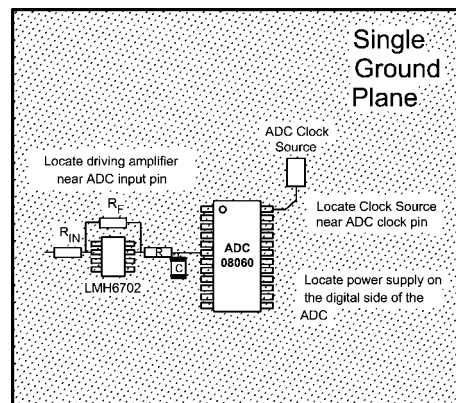 Single
Ground
Plane
ADC Clock
Source
Locate driving amplifier
near ADC input pin
RF
RIN
R
C
LMH6702
ADC
08060
Locate Clock Source
near ADC clock pin
Locate power supply on
the digital side of the
ADC